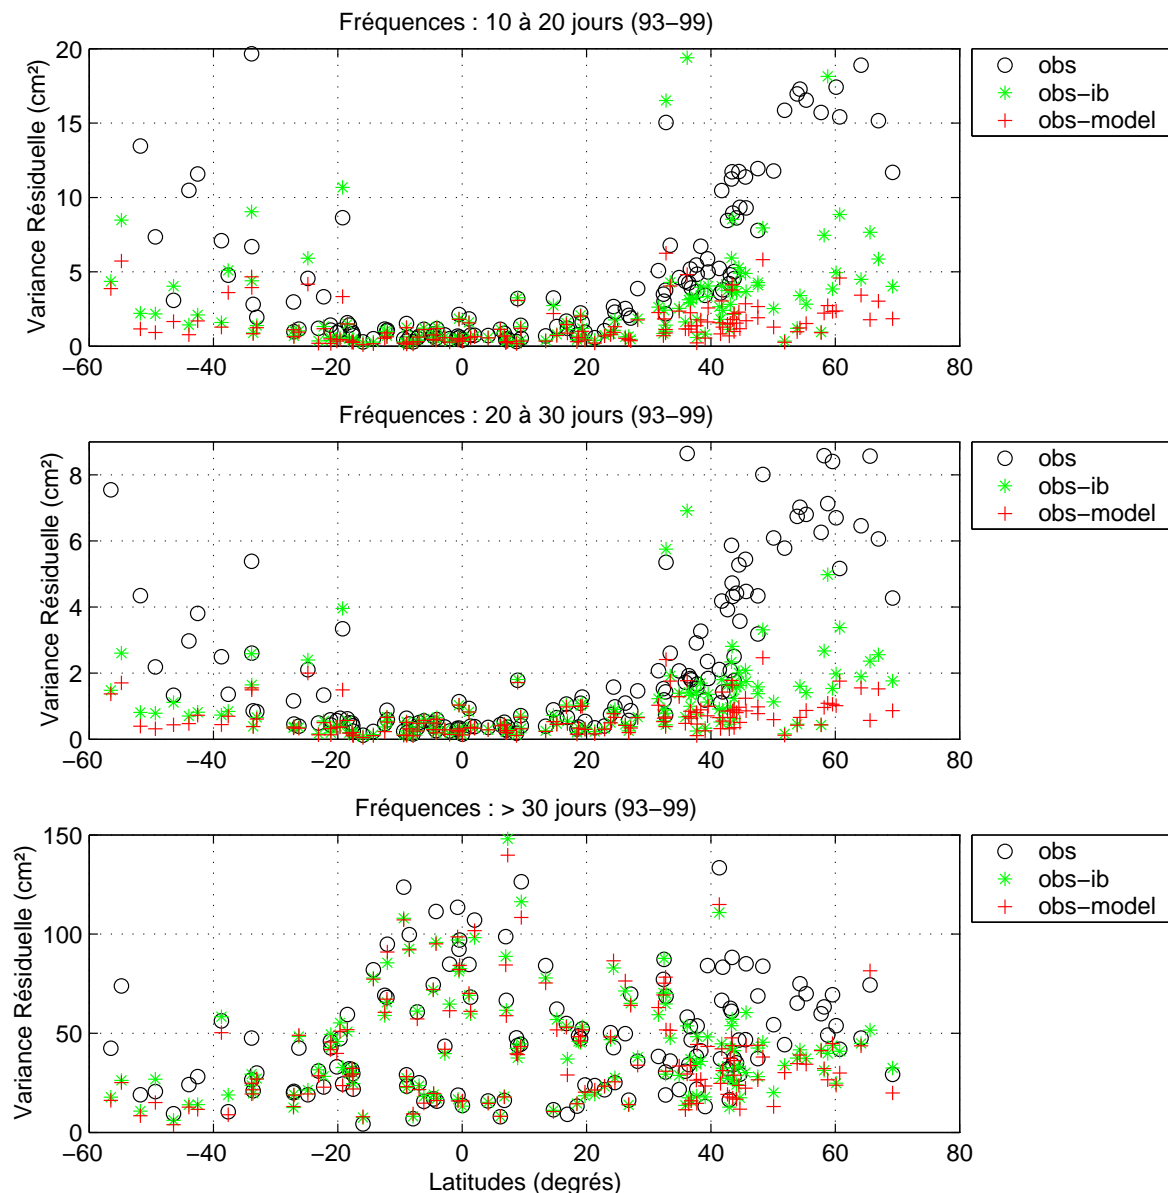 Fréquences : 10 à 20 jours (93−99)
Variance Résiduelle (cm²)
20
15
10
5
0
−60 −40 −20 0 20 40 60 80
obs
obs−ib
obs−model
Fréquences : 20 à 30 jours (93−99)
Variance Résiduelle (cm²)
8
6
4
2
0
−60 −40 −20 0 20 40 60 80
obs
obs−ib
obs−model
Fréquences : > 30 jours (93−99)
Variance Résiduelle (cm²)
150
100
50
0
−60 −40 −20 0 20 40 60 80
Latitudes (degrés)
obs
obs−ib
obs−model